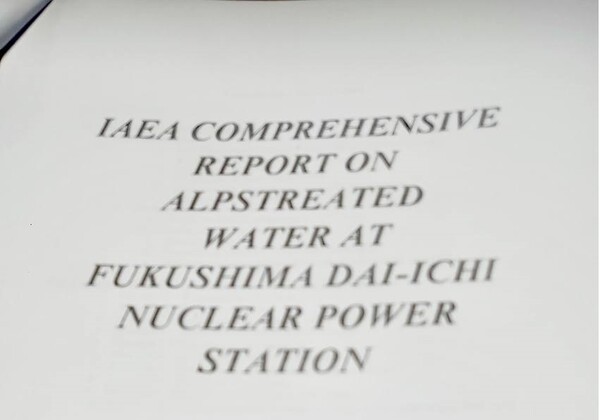 IAEA COMPREHENSIVE
REPORT ON
ALPSTREATED
WATER AT
FUKUSHIMA DAI-ICHI
NUCLEAR POWER
STATION